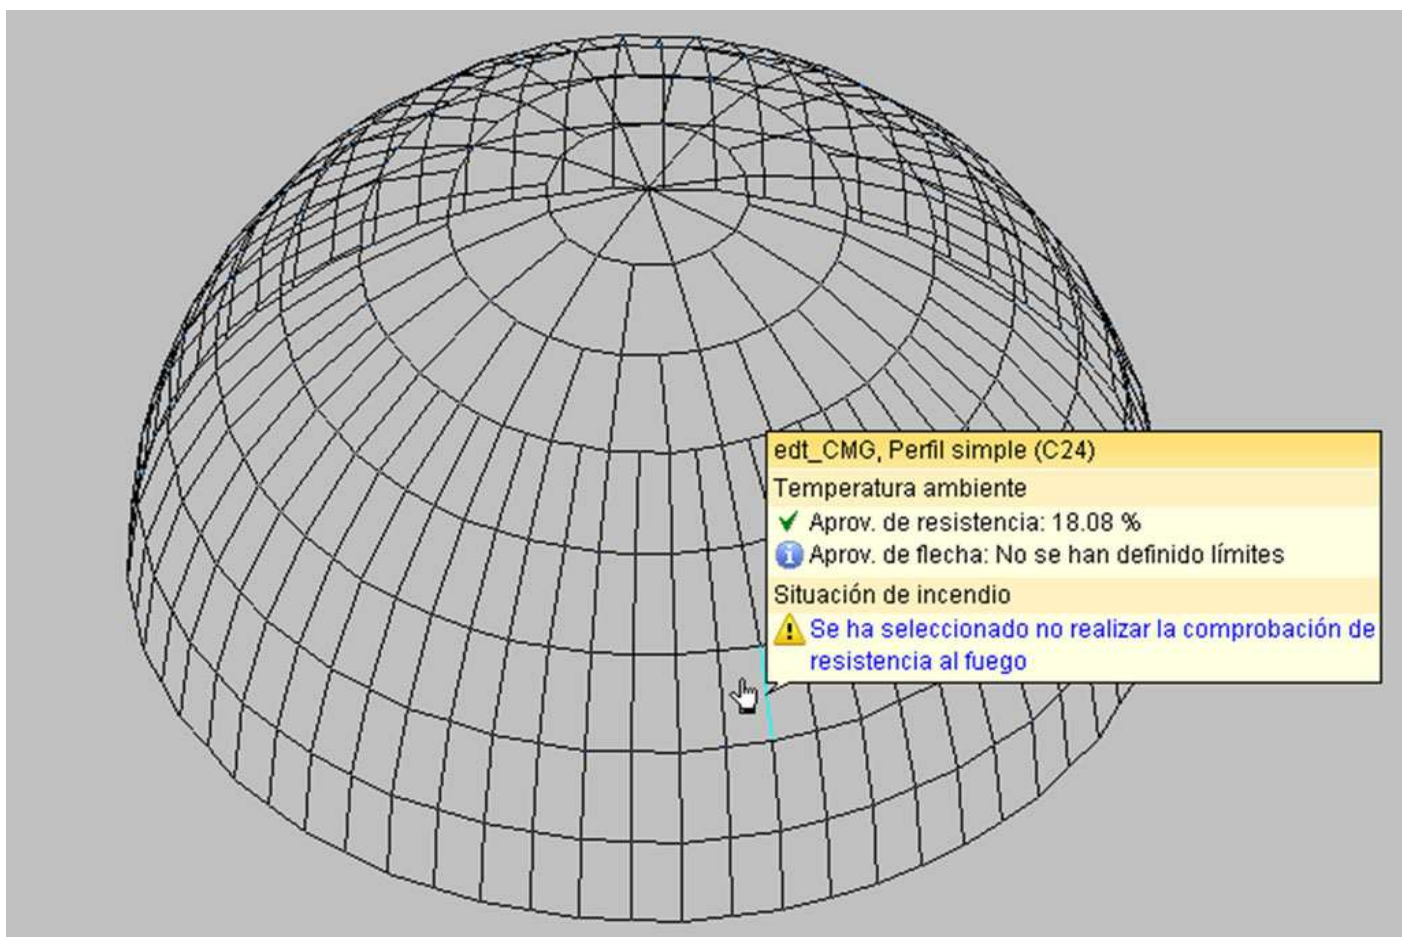 edt_CMG, Perfil simple (C24)
Temperatura ambiente
Aprov. de resistencia: 18.08 %
Aprov. de flecha: No se han definido límites
Situación de incendio
Se ha seleccionado no realizar la comprobación de
resistencia al fuego